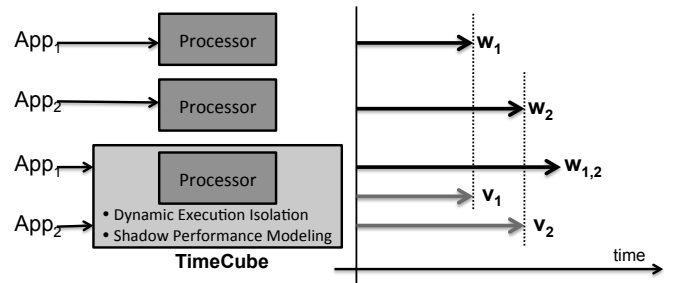 App1 Processor w1
App2 Processor w2
App1 Processor w1,2
v1
• Dynamic Execution Isolation
App2 • Shadow Performance Modeling v2
TimeCube time